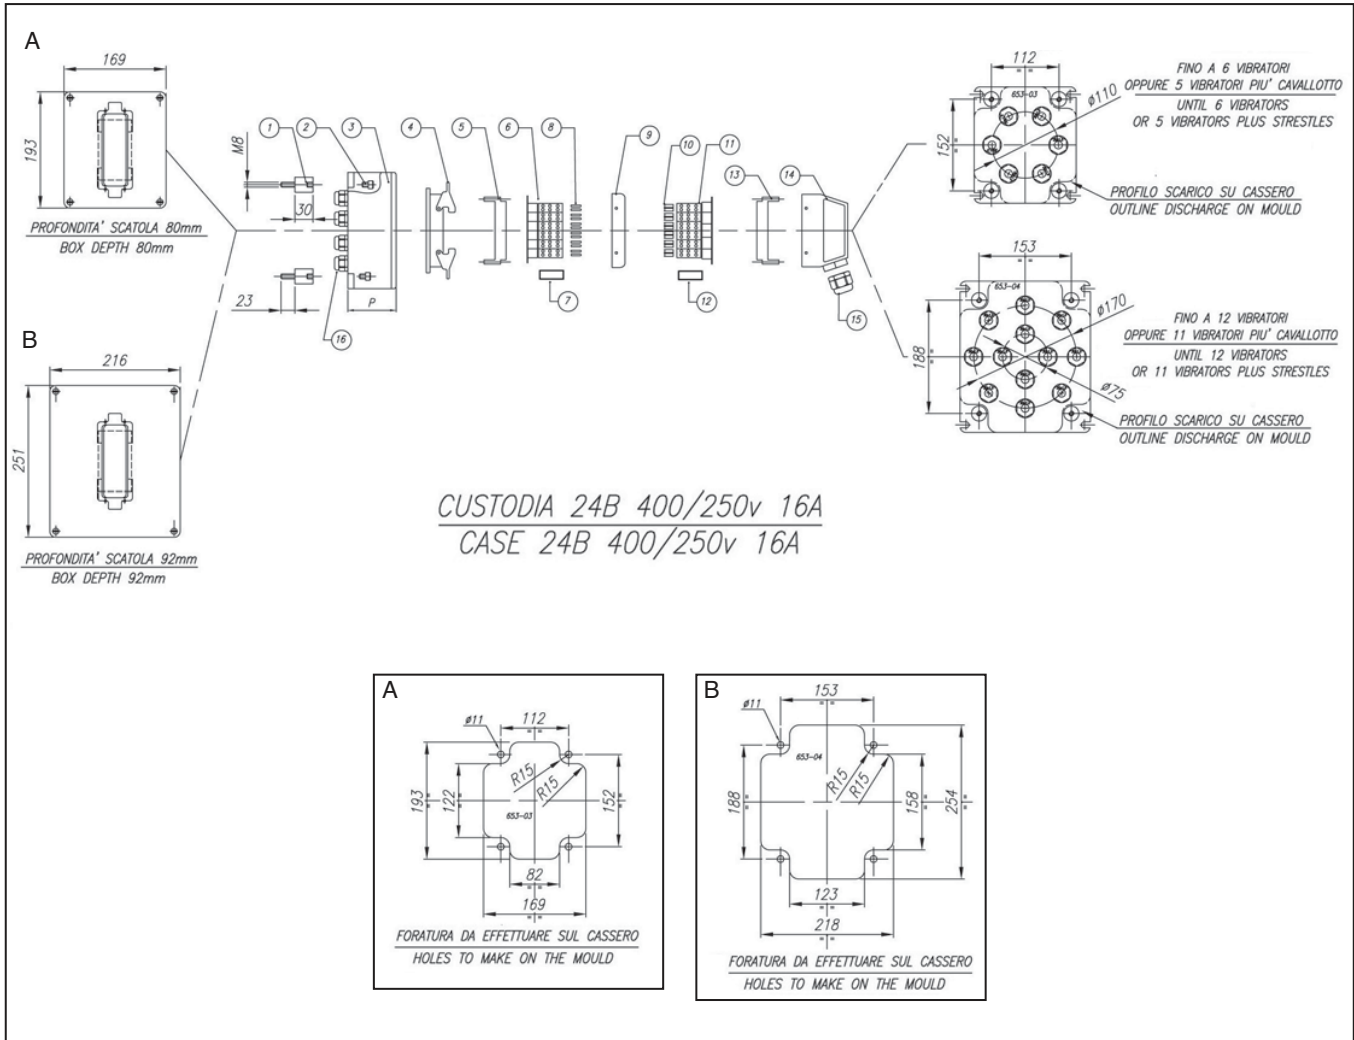 A
169
193
PROFONDITA' SCATOLA 80mm
BOX DEPTH 80mm
B
216
251
PROFONDITA' SCATOLA 92mm
BOX DEPTH 92mm
M8
30
23
1
2
3
4
5
6
8
9
10
11
13
14
P
16
7
12
15
112
= =
653-03
152
ø110
FINO A 6 VIBRATORI
OPPURE 5 VIBRATORI PIU' CAVALLOTTO
UNTIL 6 VIBRATORS
OR 5 VIBRATORS PLUS STRESTLES
PROFILO SCARICO SU CASSERO
OUTLINE DISCHARGE ON MOULD
153
= =
653-04
188
ø170
ø75
FINO A 12 VIBRATORI
OPPURE 11 VIBRATORI PIU' CAVALLOTTO
UNTIL 12 VIBRATORS
OR 11 VIBRATORS PLUS STRESTLES
PROFILO SCARICO SU CASSERO
OUTLINE DISCHARGE ON MOULD
CUSTODIA 24B 400/250v 16A
CASE 24B 400/250v 16A
A
ø11
112
= =
193
122
R15
R15
152
653-03
82
= =
169
= =
FORATURA DA EFFETTUARE SUL CASSERO
HOLES TO MAKE ON THE MOULD
B
153
= =
ø11
653-04
188
R15
R15
158
254
123
= =
218
= =
FORATURA DA EFFETTUARE SUL CASSERO
HOLES TO MAKE ON THE MOULD